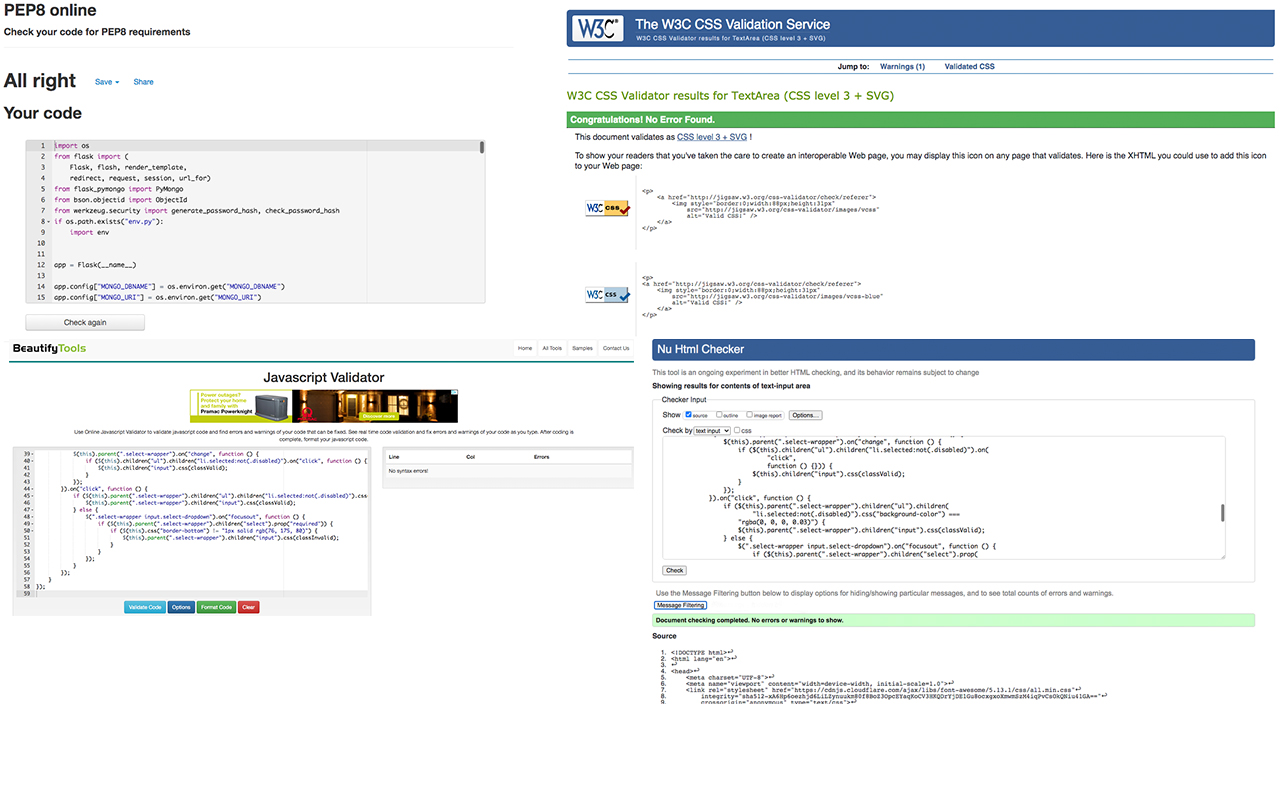 PEP8 online
Check your code for PEP8 requirements
All right
Save
Share
Your code
1 import os
2 from flask import (
3 Flask, flash, render_template,
4 redirect, request, session, url_for)
5 from flask_pymongo import PyMongo
6 from bson.objectid import ObjectId
7 from werkzeug.security import generate_password_hash, check_password_hash
8 if os.path.exists("env.py"):
9 import env
10
11
12 app = Flask(__name__)
13
14 app.config["MONGO_DBNAME"] = os.environ.get("MONGO_DBNAME")
15 app.config["MONGO_URI"] = os.environ.get("MONGO_URI")
Check again
W3C
The W3C CSS Validation Service
W3C CSS Validator results for TextArea (CSS level 3 + SVG)
Jump to: Warnings (1) Validated CSS
W3C CSS Validator results for TextArea (CSS level 3 + SVG)
Congratulations! No Error Found.
This document validates as CSS level 3 + SVG !
To show your readers that you've taken the care to create an interoperable Web page, you may display this icon on any page that validates. Here is the XHTML you could use to add this icon
to your Web page:
W3C css
<p>
<a href="http://jigsaw.w3.org/css-validator/check/referer">
<img style="border:0;width:88px;height:31px"
src="http://jigsaw.w3.org/css-validator/images/vcss"
alt="Valid CSS!" />
</a>
</p>
W3C css
<p>
<a href="http://jigsaw.w3.org/css-validator/check/referer">
<img style="border:0;width:88px;height:31px"
src="http://jigsaw.w3.org/css-validator/images/vcss-blue"
alt="Valid CSS!" />
</a>
</p>
BeautifyTools
Home All Tools Samples Contact Us
Javascript Validator
Power outages?
Protect your home
and family with
Pramac Powerknight
Discover more
Use Online Javascript Validator to validate javascript code and find errors and warnings of your code that can be fixed. See real time code validation and fix errors and warnings of your code as you type. After coding is
complete, format your javascript code.
39 $(this).parent(".select-wrapper").on("change", function () {
40 if ($(this).children("ul").children("li.selected:not(.disabled)").on("click", function () {
41 $(this).children("input").css(classValid);
42 }
43 });
44 }).on("click", function () {
45 if ($(this).parent(".select-wrapper").children("ul").children("li.selected:not(.disabled)").css
46 $(this).parent(".select-wrapper").children("input").css(classValid);
47 } else {
48 $(".select-wrapper input.select-dropdown").on("focusout", function () {
49 if ($(this).parent(".select-wrapper").children("select").prop("required")) {
50 if ($(this).css("border-bottom") != "1px solid rgb(76, 175, 80)") {
51 $(this).parent(".select-wrapper").children("input").css(classInvalid);
52 }
53 }
54 });
55 }
56 });
57 }
58 });
59
Validate Code Options Format Code Clear
Line Col Errors
No syntax errors!
Nu Html Checker
This tool is an ongoing experiment in better HTML checking, and its behavior remains subject to change
Showing results for contents of text-input area
Checker Input
Show source outline image report Options...
Check by text input css
$(this).parent(".select-wrapper").on("change", function () {
if ($(this).children("ul").children("li.selected:not(.disabled)").on(
"click",
function () {})) {
$(this).children("input").css(classValid);
}
});
}).on("click", function () {
if ($(this).parent(".select-wrapper").children("ul").children(
"li.selected:not(.disabled)").css("background-color") ===
"rgba(0, 0, 0, 0.03)") {
$(this).parent(".select-wrapper").children("input").css(classValid);
} else {
$(".select-wrapper input.select-dropdown").on("focusout", function () {
if ($(this).parent(".select-wrapper").children("select").prop(
Check
Use the Message Filtering button below to display options for hiding/showing particular messages, and to see total counts of errors and warnings.
Message Filtering
Document checking completed. No errors or warnings to show.
Source
1. <!DOCTYPE html>↩
2. <html lang="en">↩
3. ↩
4. <head>↩
5. <meta charset="UTF-8">↩
6. <meta name="viewport" content="width=device-width, initial-scale=1.0">↩
7. <link rel="stylesheet" href="https://cdnjs.cloudflare.com/ajax/libs/font-awesome/5.13.1/css/all.min.css"↩
8.
9. crossorigin="anonymous" type="text/css">↩